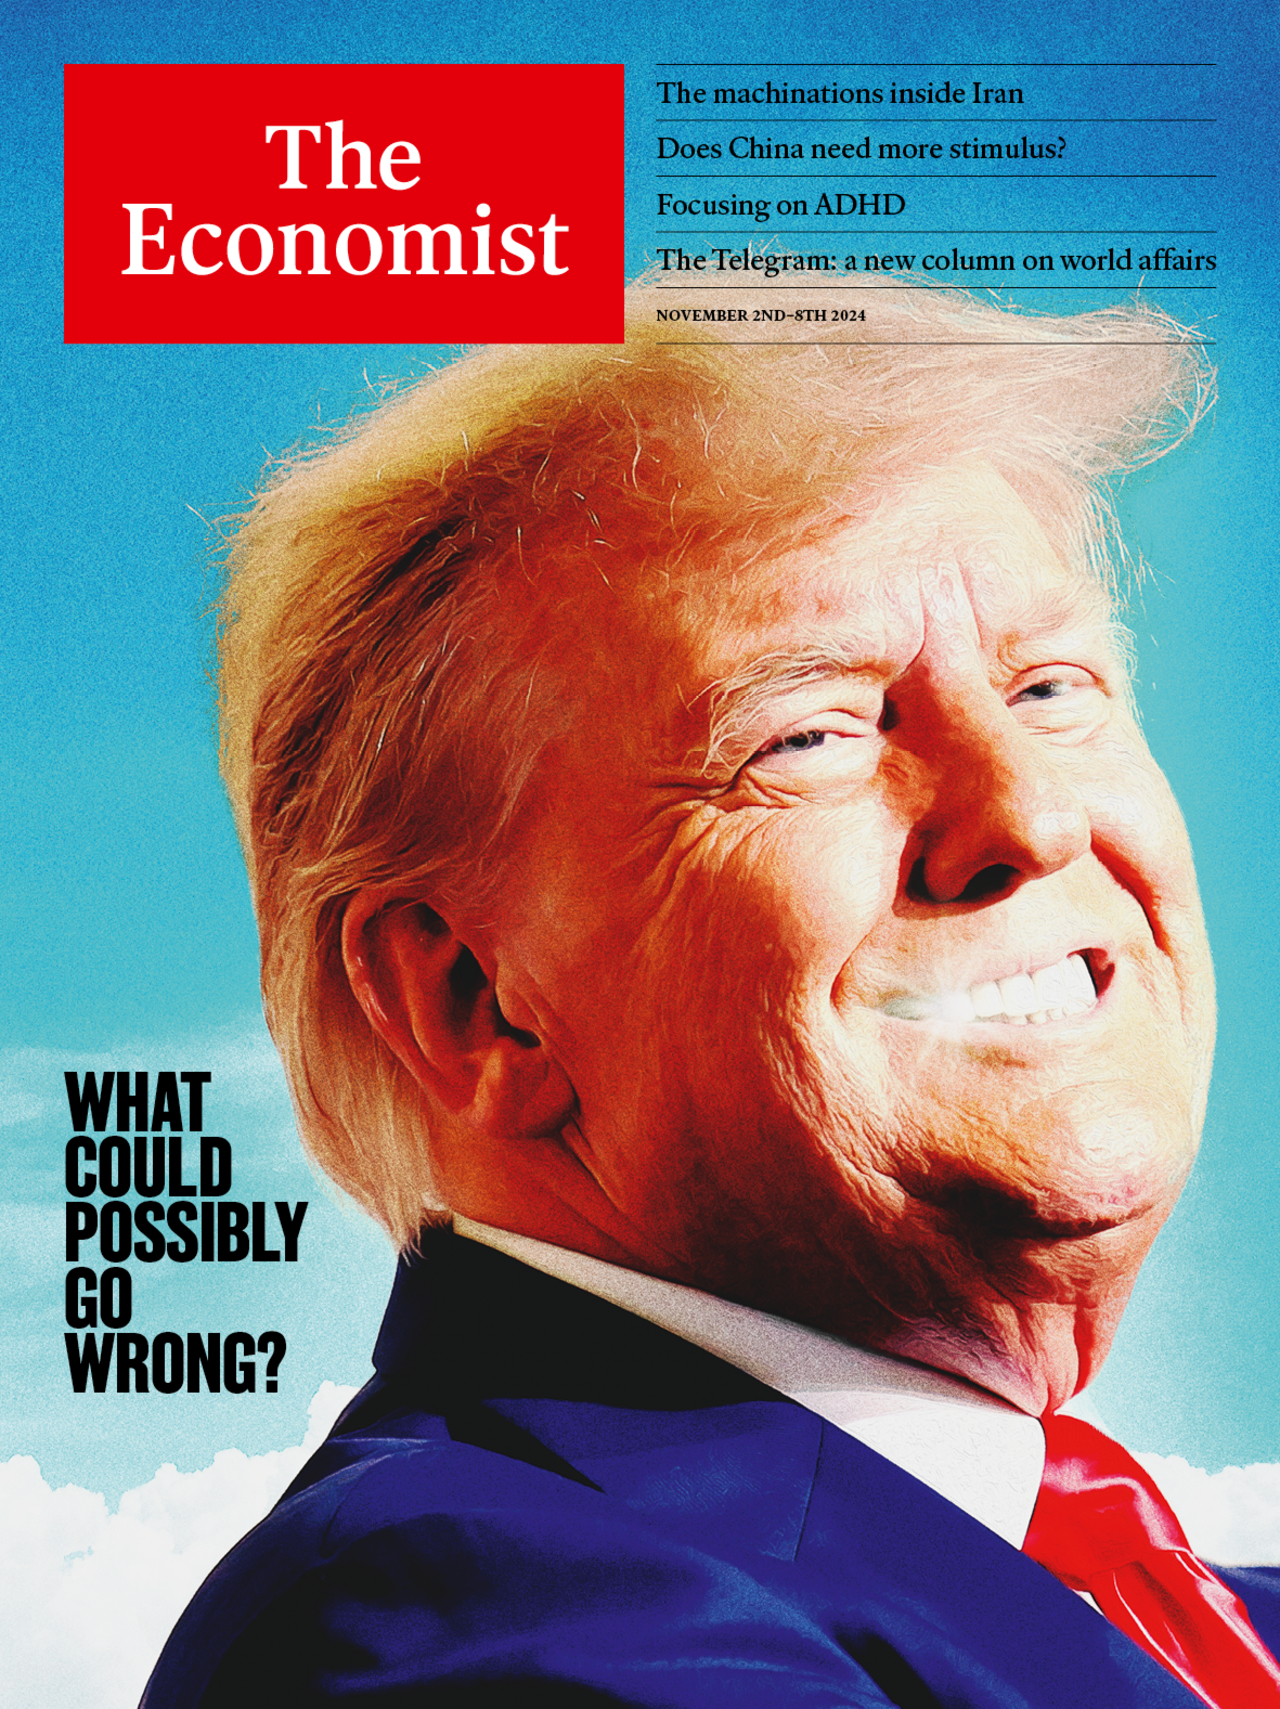 The
Economist
The machinations inside Iran
Does China need more stimulus?
Focusing on ADHD
The Telegram: a new column on world affairs
NOVEMBER 2ND–8TH 2024
WHAT
COULD
POSSIBLY
GO
WRONG?